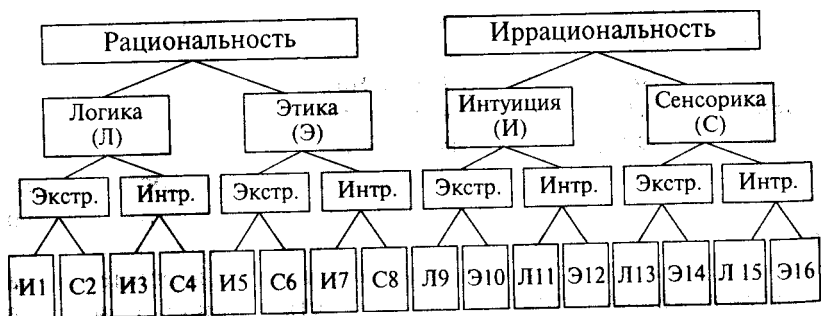 Рациональность
Иррациональность
Логика
(Л)
Этика
(Э)
Интуиция
(И)
Сенсорика
(С)
Экстр.
Интр.
Экстр.
Интр.
Экстр.
Интр.
Экстр.
Интр.
И1
С2
И3
С4
И5
С6
И7
С8
Л9
Э10
Л11
Э12
Л13
Э14
Л 15
Э16